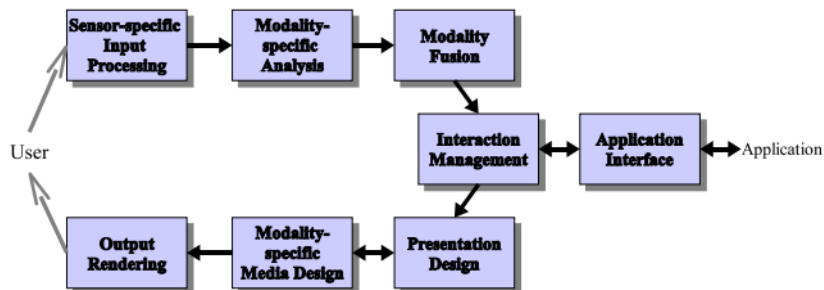 Sensor-specific
Input
Processing
Modality-
specific
Analysis
Modality
Fusion
User
Interaction
Management
Application
Interface
Application
Output
Rendering
Modality-
specific
Media Design
Presentation
Design